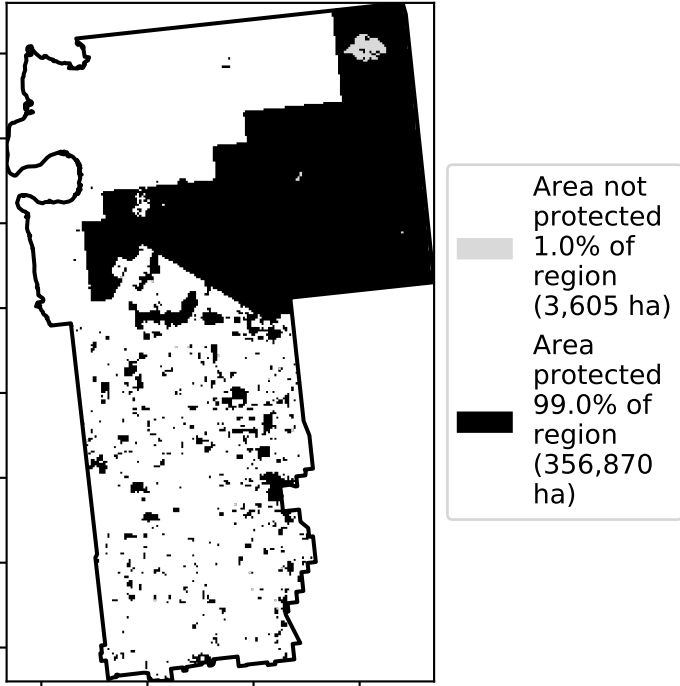 Area not
protected
1.0% of
region
(3,605 ha)
Area
protected
99.0% of
region
(356,870
ha)